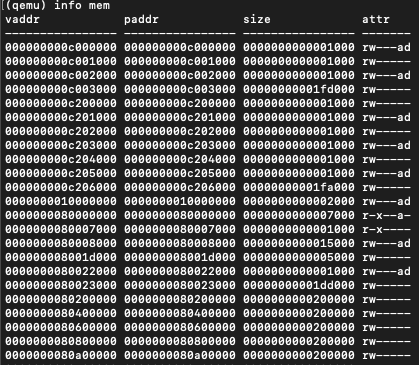 (qemu) info mem
vaddr            paddr            size             attr
---------------- ---------------- ---------------- -------
000000000c000000 000000000c000000 0000000000001000 rw---ad
000000000c001000 000000000c001000 0000000000001000 rw-----
000000000c002000 000000000c002000 0000000000001000 rw---ad
000000000c003000 000000000c003000 00000000001fd000 rw-----
000000000c200000 000000000c200000 0000000000001000 rw-----
000000000c201000 000000000c201000 0000000000001000 rw---ad
000000000c202000 000000000c202000 0000000000001000 rw-----
000000000c203000 000000000c203000 0000000000001000 rw---ad
000000000c204000 000000000c204000 0000000000001000 rw-----
000000000c205000 000000000c205000 0000000000001000 rw---ad
000000000c206000 000000000c206000 00000000001fa000 rw-----
0000000010000000 0000000010000000 0000000000002000 rw---ad
0000000080000000 0000000080000000 0000000000007000 r-x--a-
0000000080007000 0000000080007000 0000000000001000 r-x----
0000000080008000 0000000080008000 0000000000015000 rw---ad
000000008001d000 000000008001d000 0000000000005000 rw-----
0000000080022000 0000000080022000 0000000000001000 rw---ad
0000000080023000 0000000080023000 00000000001dd000 rw-----
0000000080200000 0000000080200000 0000000000200000 rw-----
0000000080400000 0000000080400000 0000000000200000 rw-----
0000000080600000 0000000080600000 0000000000200000 rw-----
0000000080800000 0000000080800000 0000000000200000 rw-----
0000000080a00000 0000000080a00000 0000000000200000 rw-----